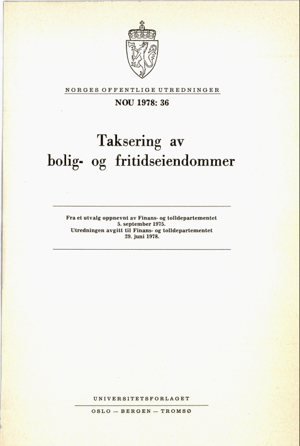 NORGES OFFENTLIGE UTREDNINGER
NOU 1978: 36
Taksering av
bolig- og fritidseiendommer
Fra et utvalg oppnevnt av Finans- og tolldepartementet
5. september 1975.
Utredningen avgitt til Finans- og tolldepartementet
29. juni 1978.
UNIVERSITETSFORLAGET
OSLO — BERGEN — TROMSØ